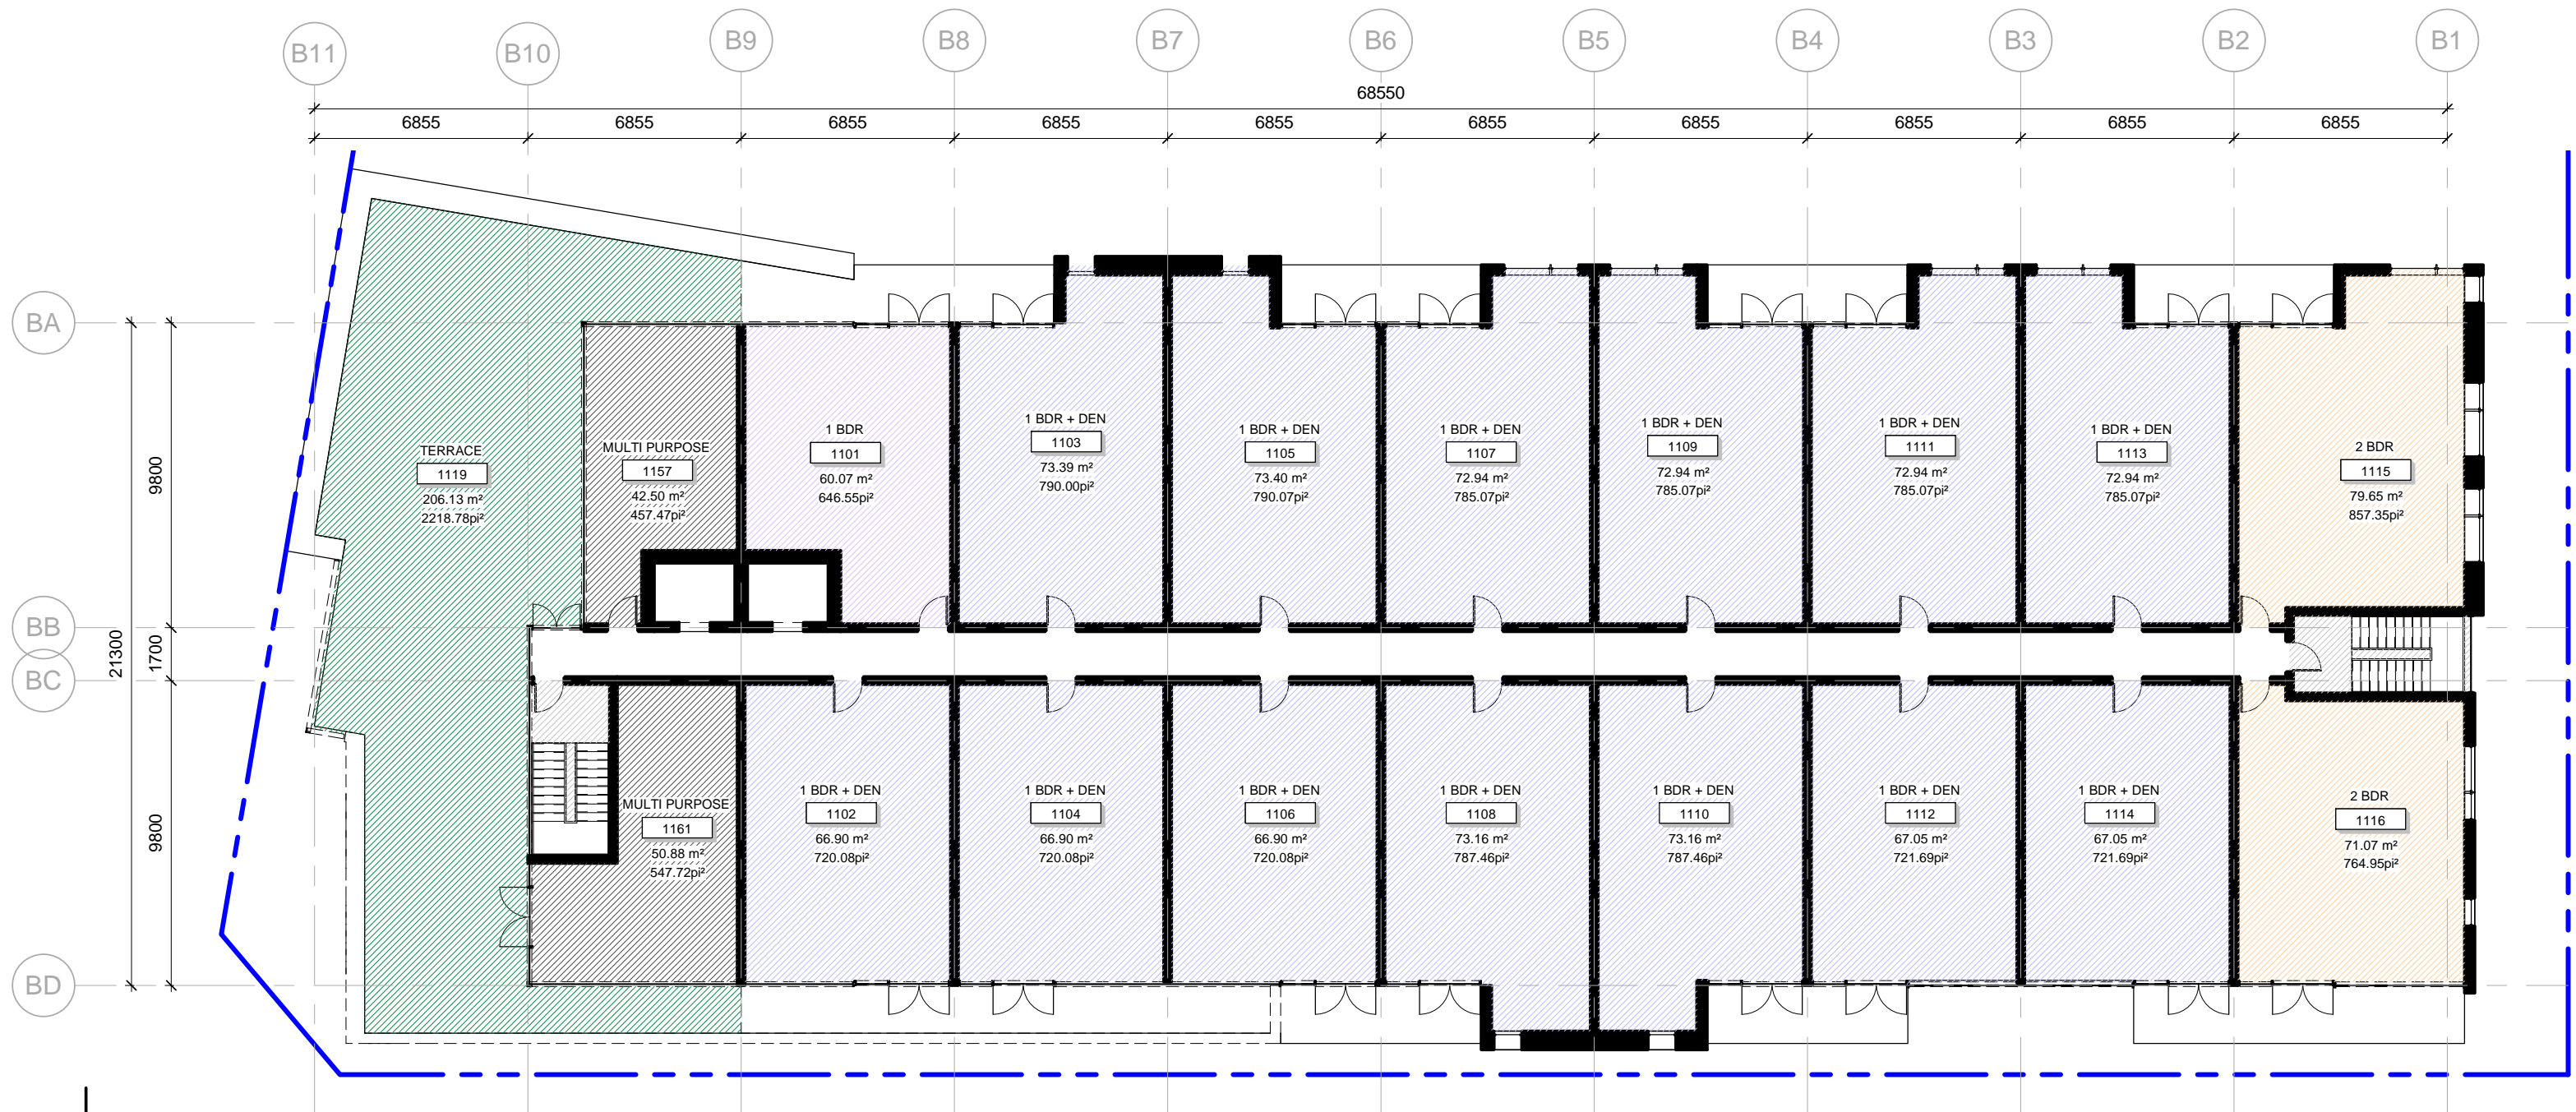 B11
B10
B9
B8
B7
B6
B5
B4
B3
B2
B1
68550
6855
6855
6855
6855
6855
6855
6855
6855
6855
6855
BA
BB
BC
BD
21300
9800
1700
9800
TERRACE
1119
206.13 m²
2218.78pi²
MULTI PURPOSE
1157
42.50 m²
457.47pi²
1 BDR
1101
60.07 m²
646.55pi²
1 BDR + DEN
1103
73.39 m²
790.00pi²
1 BDR + DEN
1105
73.40 m²
790.07pi²
1 BDR + DEN
1107
72.94 m²
785.07pi²
1 BDR + DEN
1109
72.94 m²
785.07pi²
1 BDR + DEN
1111
72.94 m²
785.07pi²
1 BDR + DEN
1113
72.94 m²
785.07pi²
2 BDR
1115
79.65 m²
857.35pi²
MULTI PURPOSE
1161
50.88 m²
547.72pi²
1 BDR + DEN
1102
66.90 m²
720.08pi²
1 BDR + DEN
1104
66.90 m²
720.08pi²
1 BDR + DEN
1106
66.90 m²
720.08pi²
1 BDR + DEN
1108
73.16 m²
787.46pi²
1 BDR + DEN
1110
73.16 m²
787.46pi²
1 BDR + DEN
1112
67.05 m²
721.69pi²
1 BDR + DEN
1114
67.05 m²
721.69pi²
2 BDR
1116
71.07 m²
764.95pi²